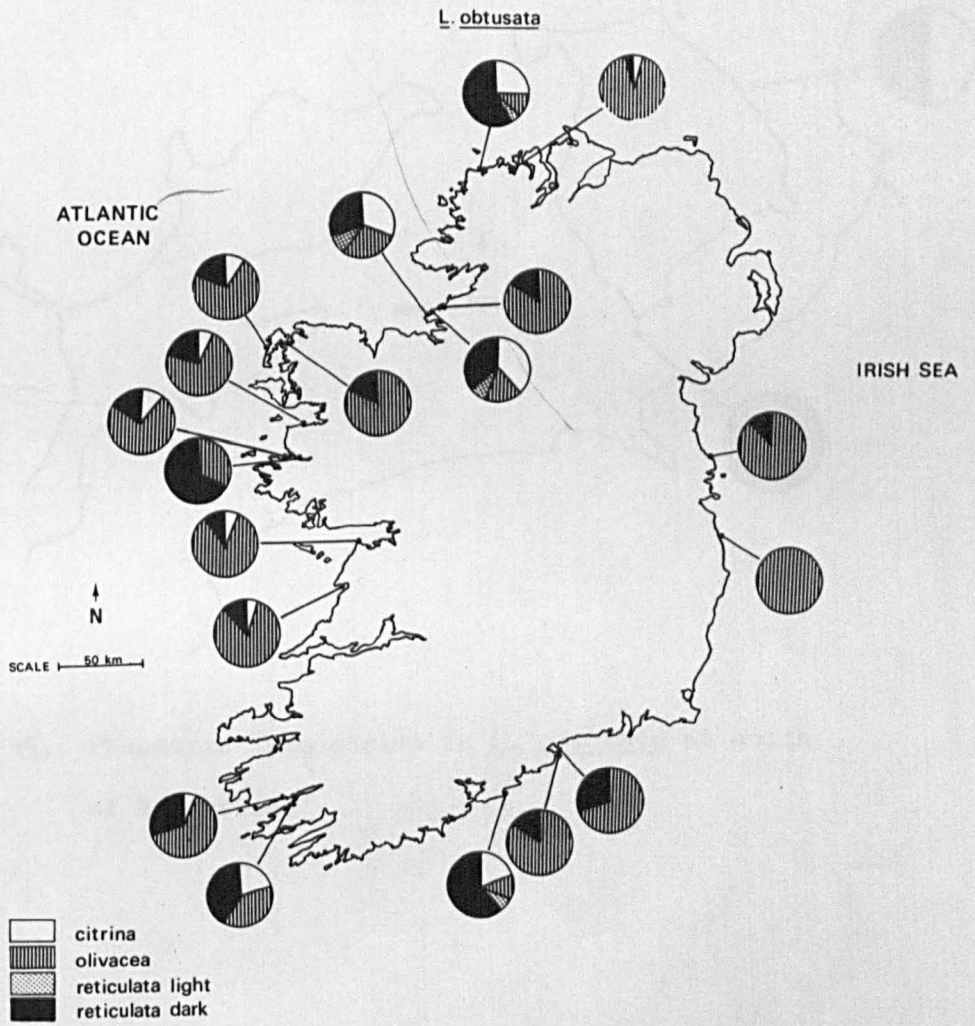 L. obtusata
ATLANTIC
OCEAN
IRISH SEA
N
SCALE 50 km
citrina
olivacea
reticulata light
reticulata dark